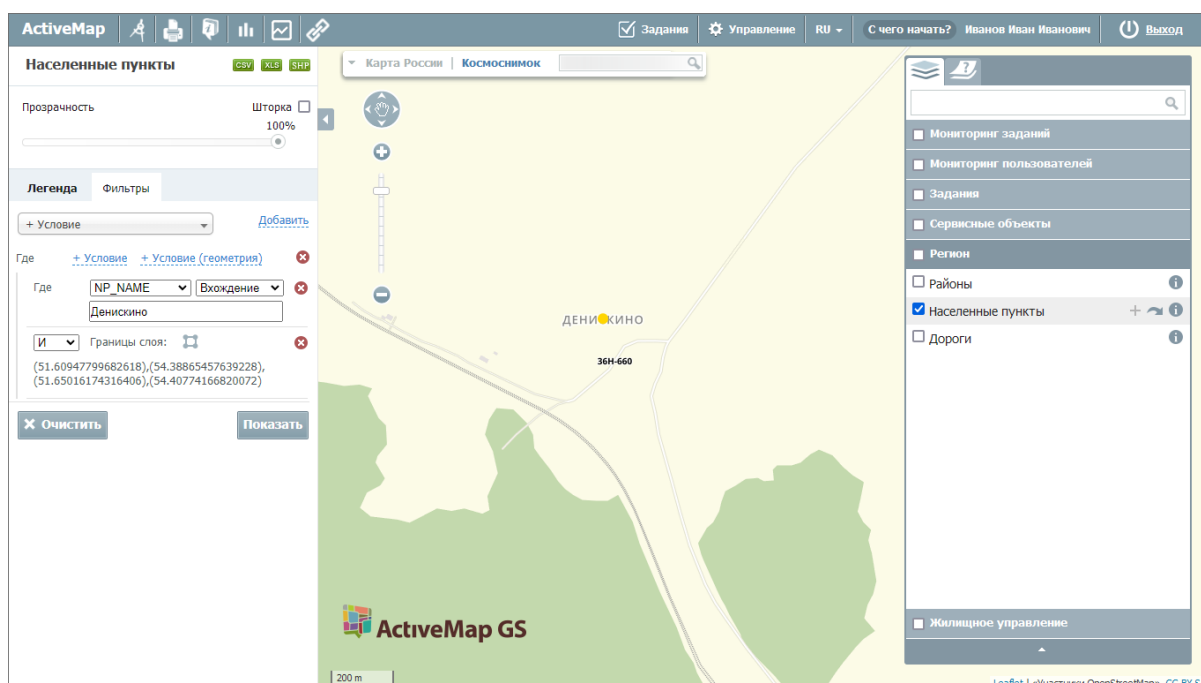 ActiveMap
Задания
Управление
RU
С чего начать?
Иванов Иван Иванович
Выход
Населенные пункты
CSV XLS SHP
Прозрачность
Шторка
100%
Легенда
Фильтры
+ Условие
Добавить
Где + Условие + Условие (геометрия)
Где NP_NAME Вхождение
Денискино
И Границы слоя:
(51.60947799682618),(54.38865457639228),
(51.65016174316406),(54.40774166820072)
Очистить
Показать
Карта России | Космоснимок
36Н-660
ActiveMap GS
200 m
Мониторинг заданий
Мониторинг пользователей
Задания
Сервисные объекты
Регион
Районы
Населенные пункты
Дороги
Жилищное управление